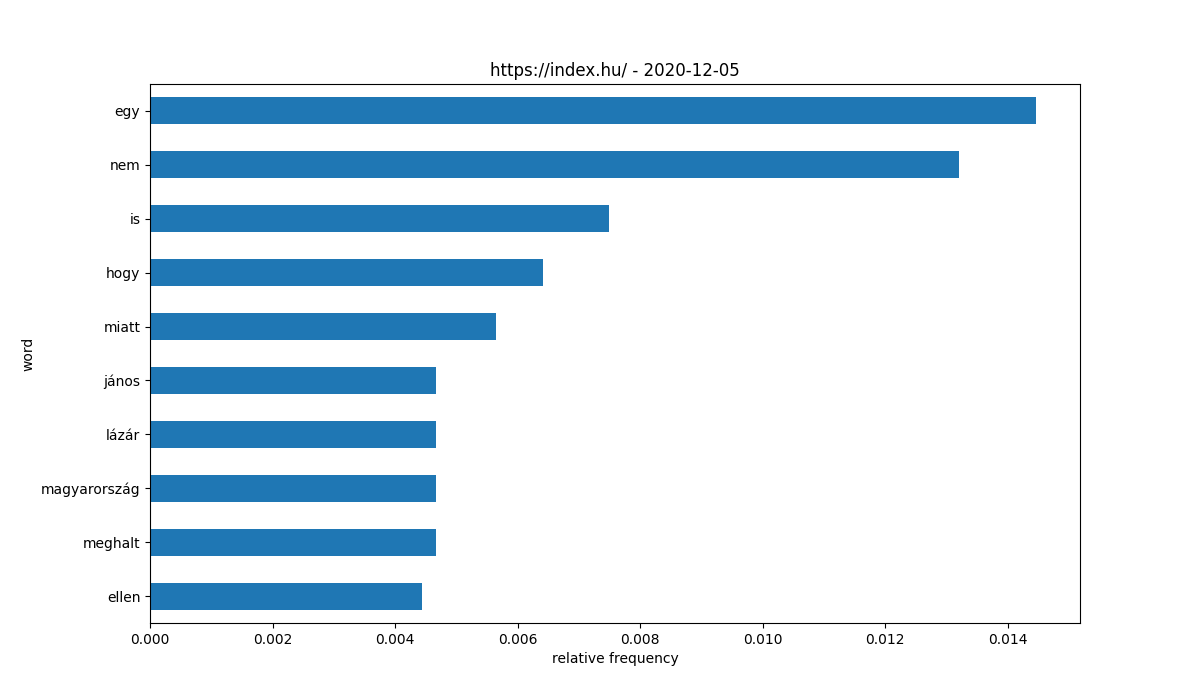 https://index.hu/ - 2020-12-05
egy
nem
is
hogy
miatt
jános
lázár
magyarország
meghalt
ellen
word
0.000 0.002 0.004 0.006 0.008 0.010 0.012 0.014
relative frequency